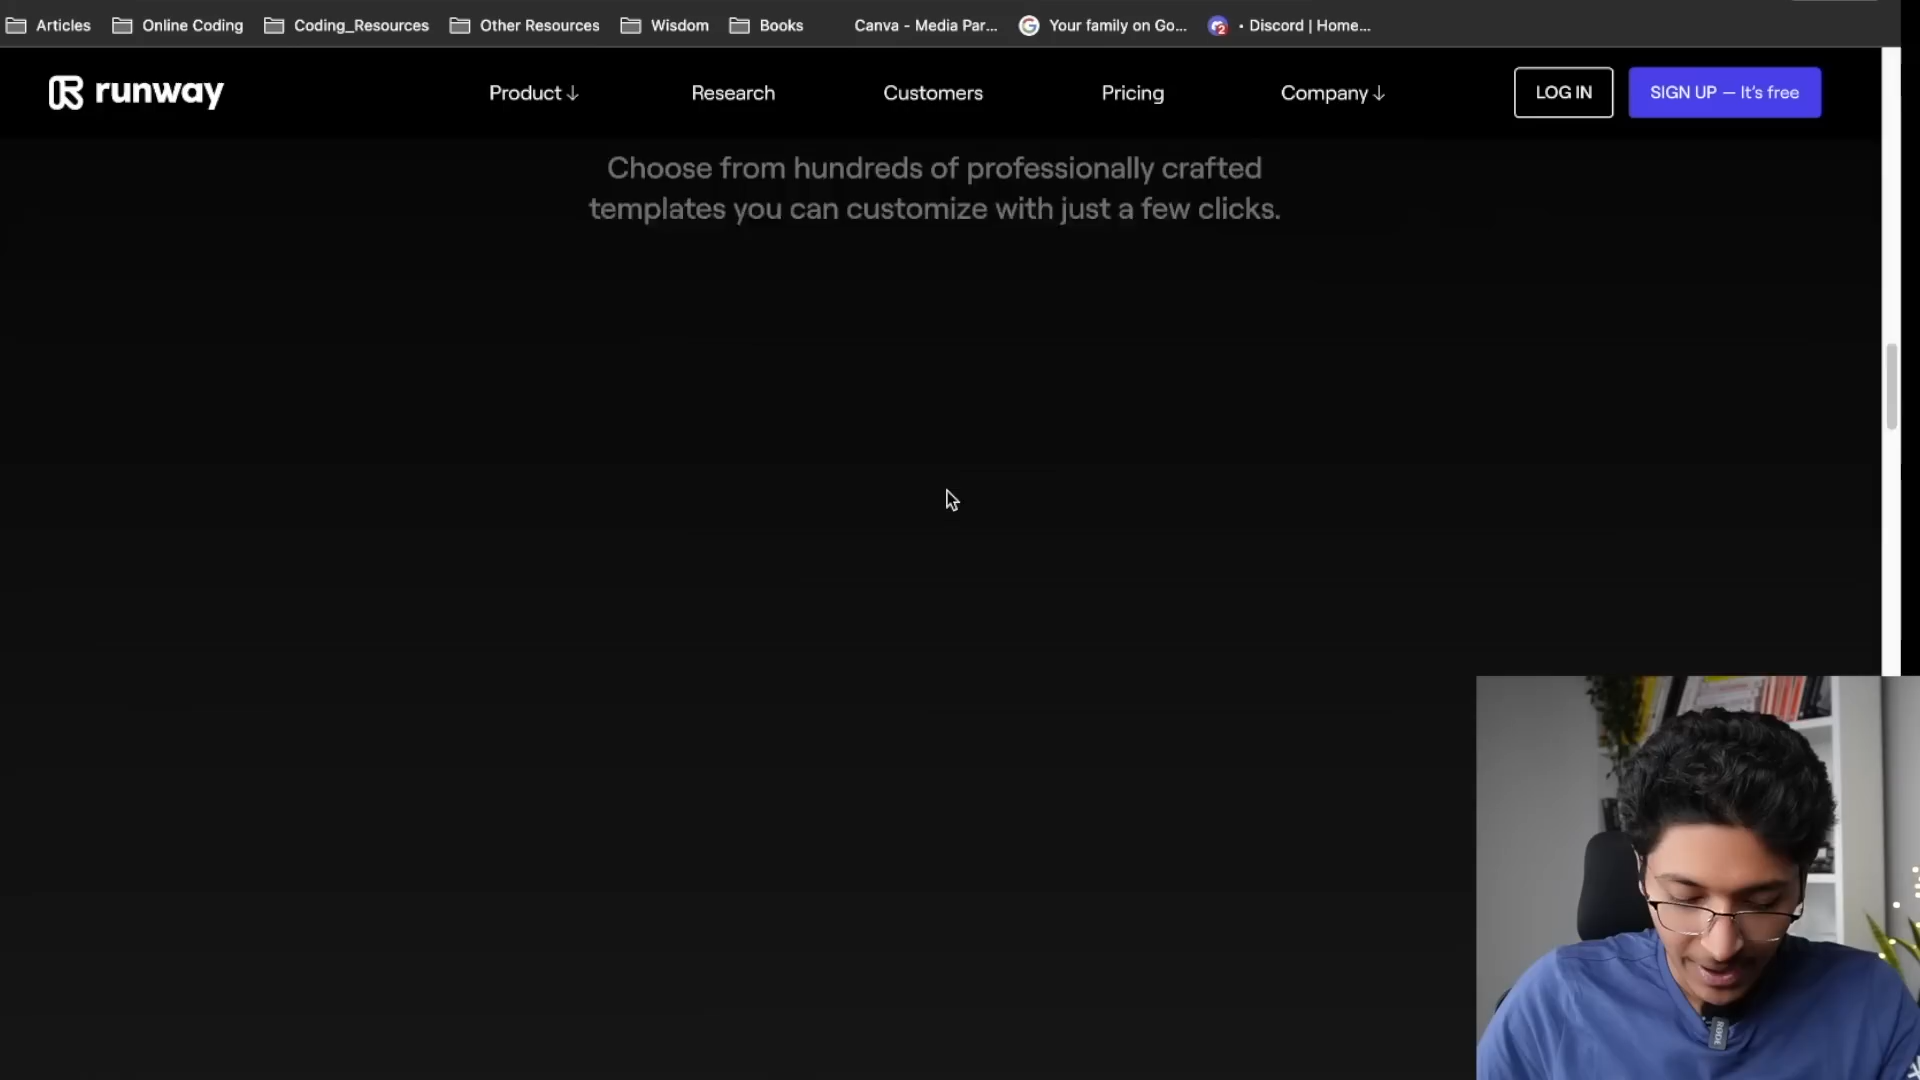 Articles Online Coding Coding_Resources Other Resources Wisdom Books Canva - Media Par... Your family on Go... 2 • Discord | Home...
runway Product ↓ Research Customers Pricing Company ↓ LOG IN SIGN UP — It's free
Choose from hundreds of professionally crafted
templates you can customize with just a few clicks.
RODE